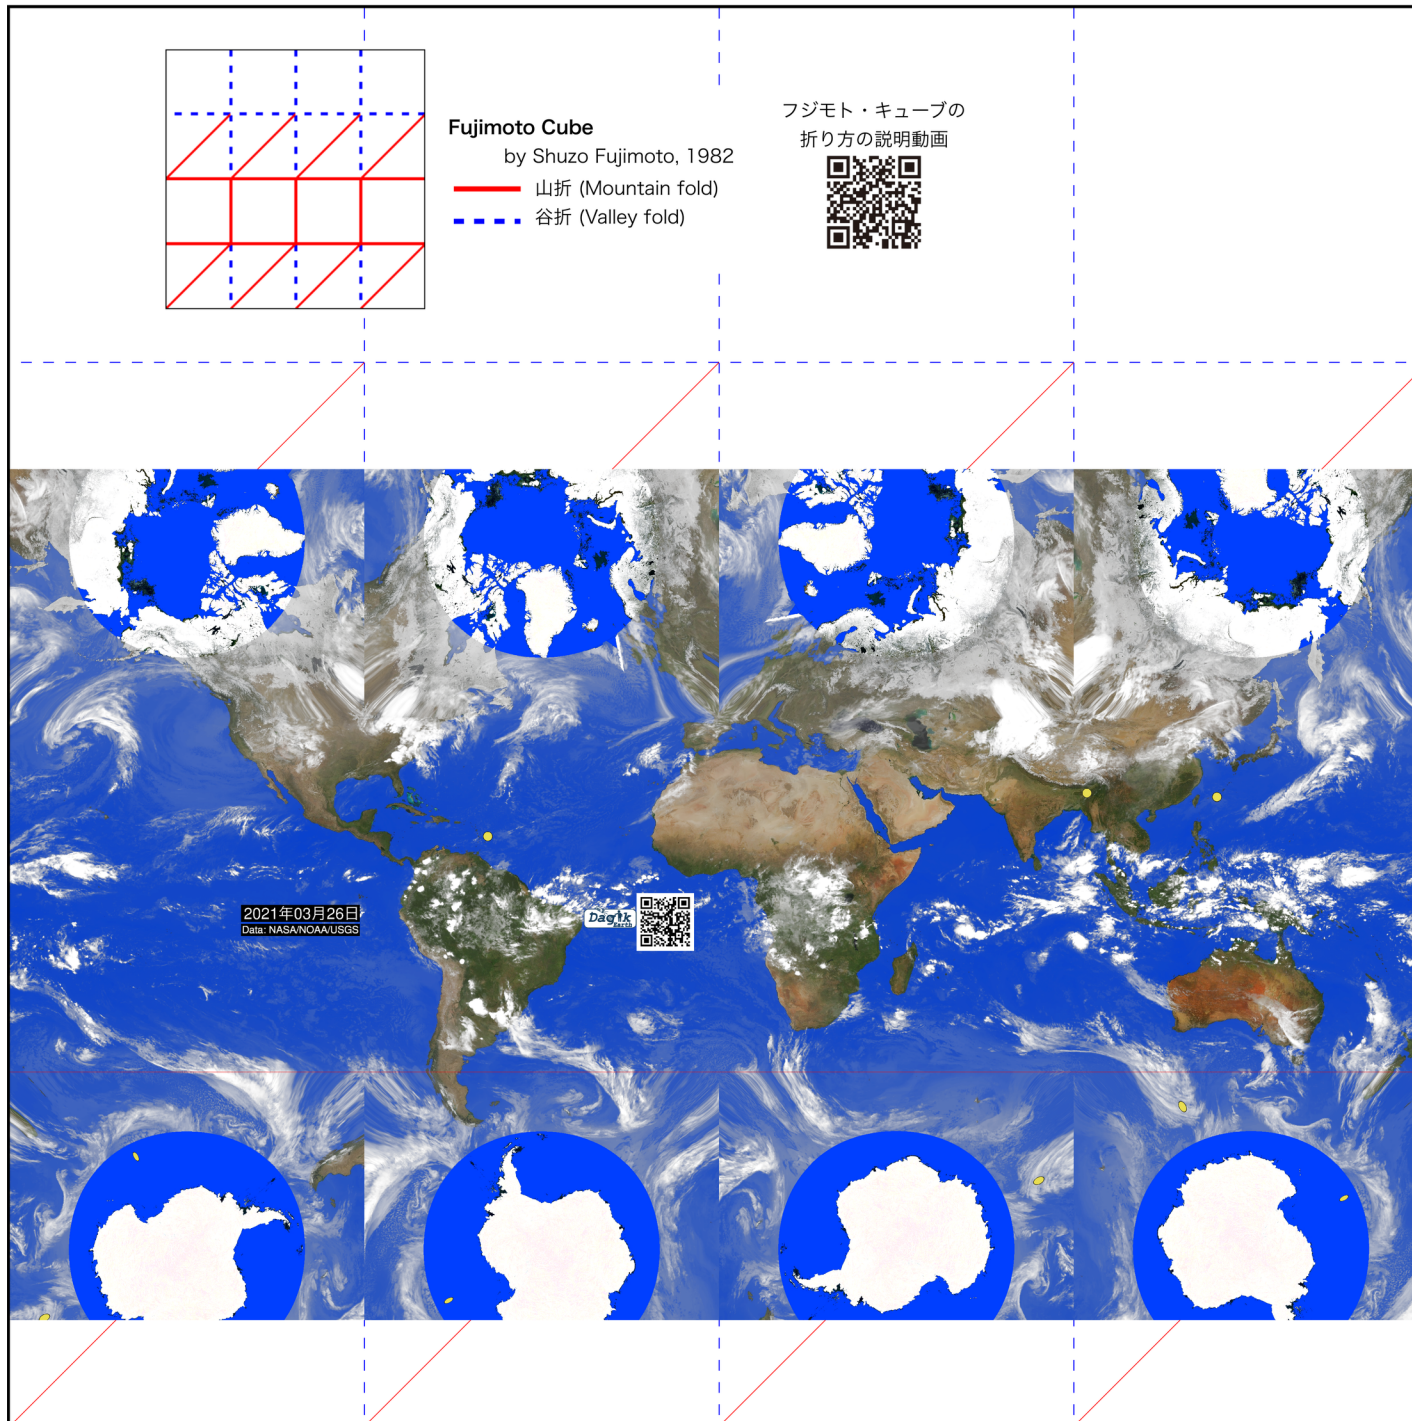 Fujimoto Cube
by Shuzo Fujimoto, 1982
山折 (Mountain fold)
谷折 (Valley fold)
フジモト・キューブの
折り方の説明動画
2021年03月26日
Data: NASA/NOAA/USGS
Dagik
Earth